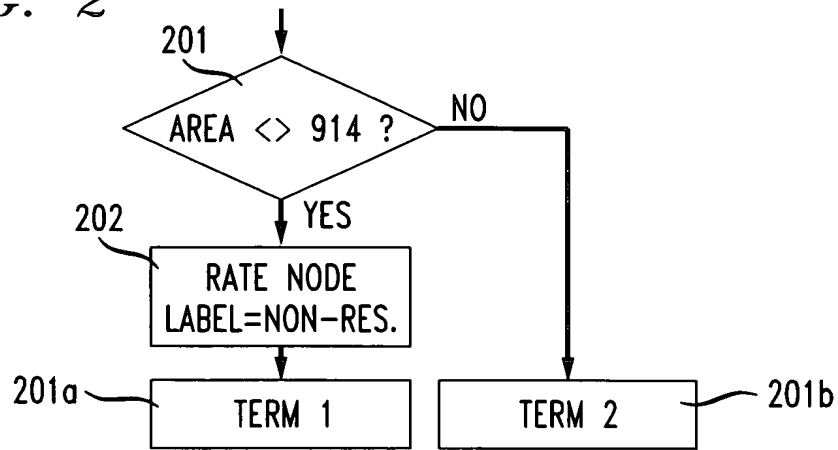 G. 2
201
AREA <> 914 ?
NO
YES
202
RATE NODE
LABEL=NON-RES.
201a
TERM 1
TERM 2
201b